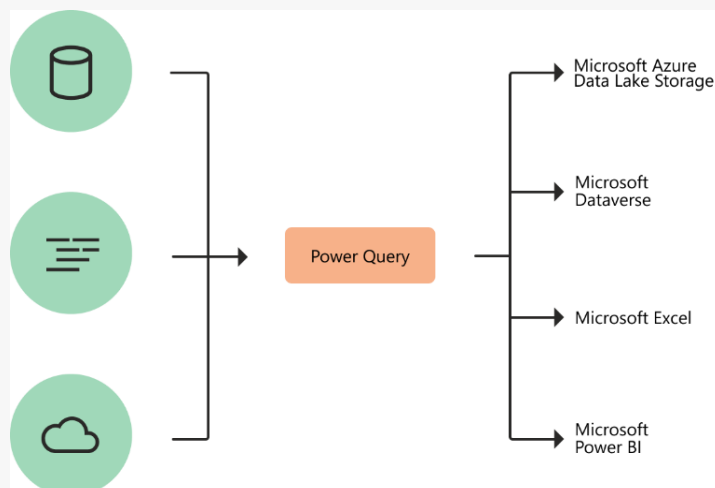 Microsoft Azure
Data Lake Storage
Microsoft
Dataverse
Power Query
Microsoft Excel
Microsoft
Power BI